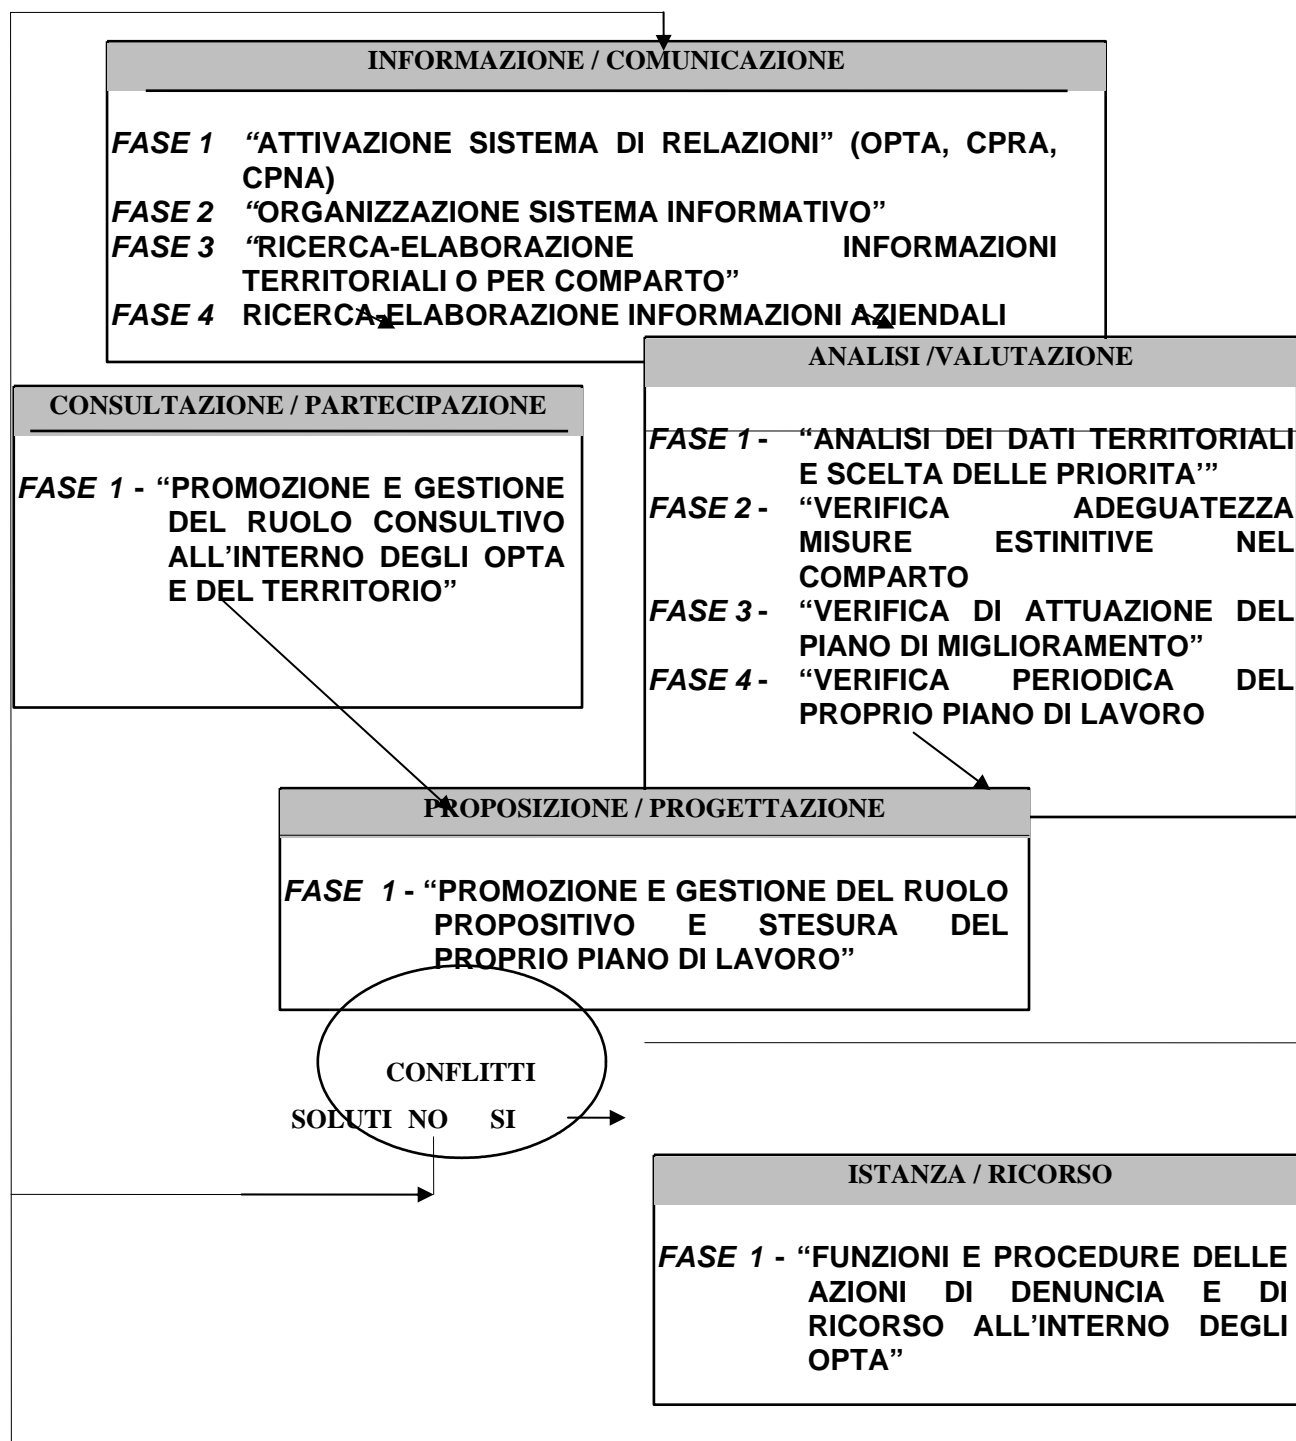 INFORMAZIONE / COMUNICAZIONE
FASE 1 “ATTIVAZIONE SISTEMA DI RELAZIONI” (OPTA, CPRA,
CPNA)
FASE 2 “ORGANIZZAZIONE SISTEMA INFORMATIVO”
FASE 3 “RICERCA-ELABORAZIONE INFORMAZIONI
TERRITORIALI O PER COMPARTO”
FASE 4 RICERCA-ELABORAZIONE INFORMAZIONI AZIENDALI
CONSULTAZIONE / PARTECIPAZIONE
FASE 1 - “PROMOZIONE E GESTIONE
DEL RUOLO CONSULTIVO
ALL’INTERNO DEGLI OPTA
E DEL TERRITORIO”
ANALISI /VALUTAZIONE
FASE 1 - “ANALISI DEI DATI TERRITORIALI
E SCELTA DELLE PRIORITA’”
FASE 2 - “VERIFICA ADEGUATEZZA
MISURE ESTINITIVE NEL
COMPARTO
FASE 3 - “VERIFICA DI ATTUAZIONE DEL
PIANO DI MIGLIORAMENTO”
FASE 4 - “VERIFICA PERIODICA DEL
PROPRIO PIANO DI LAVORO
PROPOSIZIONE / PROGETTAZIONE
FASE 1 - “PROMOZIONE E GESTIONE DEL RUOLO
PROPOSITIVO E STESURA DEL
PROPRIO PIANO DI LAVORO”
CONFLITTI
SOLUTI NO SI
ISTANZA / RICORSO
FASE 1 - “FUNZIONI E PROCEDURE DELLE
AZIONI DI DENUNCIA E DI
RICORSO ALL’INTERNO DEGLI
OPTA”